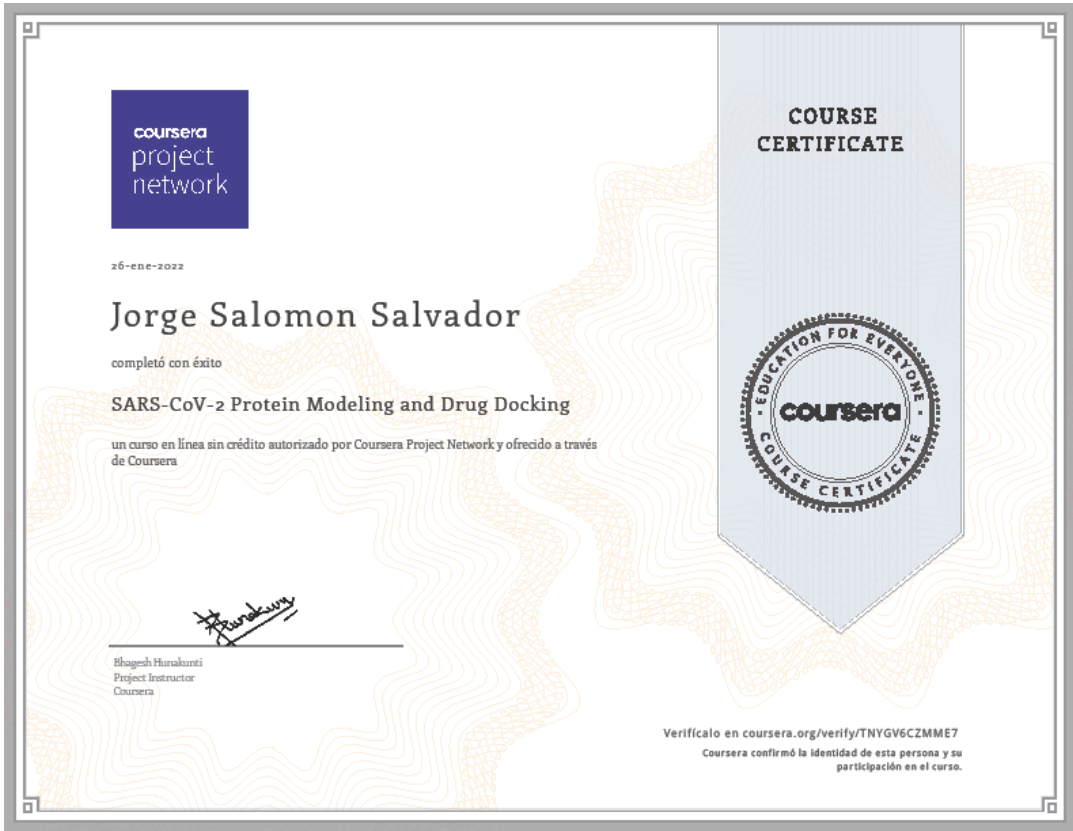 coursera
project
network
COURSE
CERTIFICATE
26-ene-2022
Jorge Salomon Salvador
completó con éxito
SARS-CoV-2 Protein Modeling and Drug Docking
un curso en línea sin crédito autorizado por Coursera Project Network y ofrecido a través
de Coursera
EDUCATION FOR EVERYONE
coursera
COURSE CERTIFICATE
Bhagesh Hunakunti
Project Instructor
Coursera
Verifícalo en coursera.org/verify/TNYGV6CZMME7
Coursera confirmó la identidad de esta persona y su
participación en el curso.